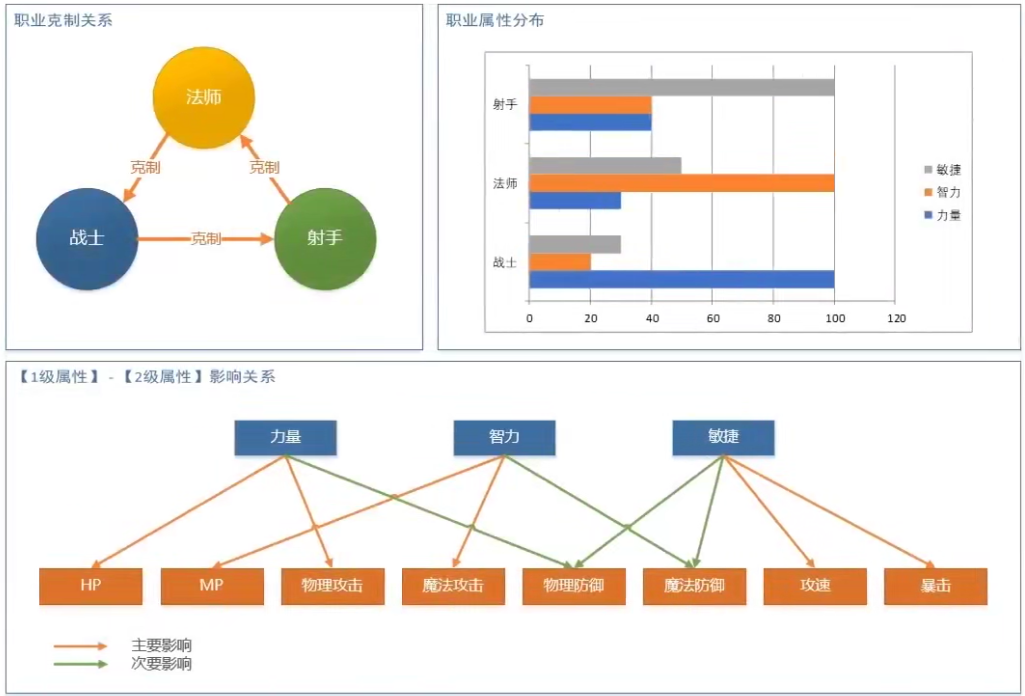 职业克制关系
法师
克制
克制
战士
克制
射手
职业属性分布
射手
法师
战士
0 20 40 60 80 100 120
敏捷
智力
力量
【1级属性】-【2级属性】影响关系
力量 智力 敏捷
HP MP 物理攻击 魔法攻击 物理防御 魔法防御 攻速 暴击
主要影响
次要影响